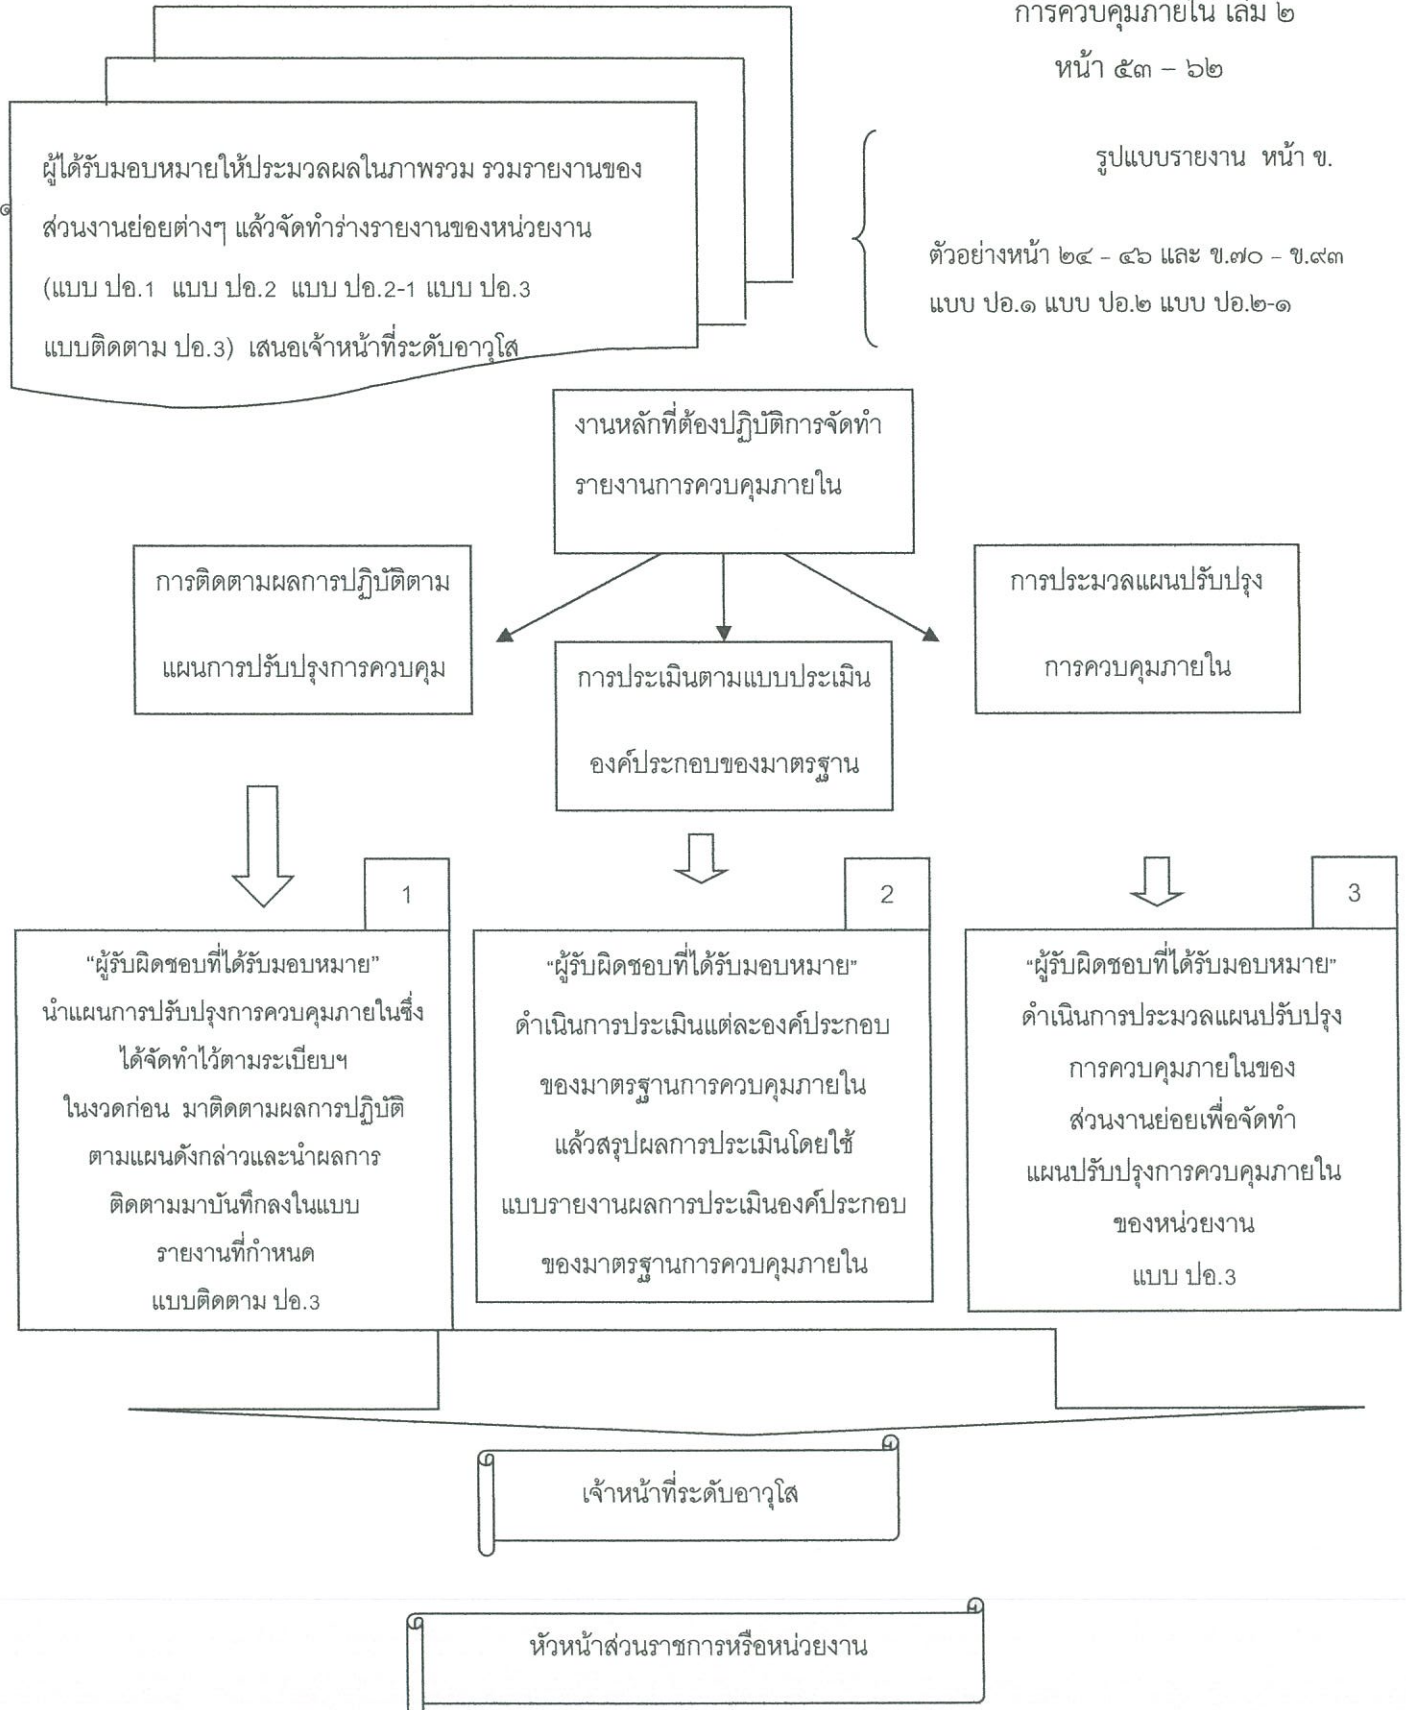 การควบคุมภายใน เล่ม ๒
หน้า ๕๓ – ๖๒
ผู้ได้รับมอบหมายให้ประมวลผลในภาพรวม รวมรายงานของ
ส่วนงานย่อยต่างๆ แล้วจัดทำร่างรายงานของหน่วยงาน
(แบบ ปอ.1 แบบ ปอ.2 แบบ ปอ.2-1 แบบ ปอ.3
แบบติดตาม ปอ.3) เสนอเจ้าหน้าที่ระดับอาวุโส
๑
รูปแบบรายงาน หน้า ข.
ตัวอย่างหน้า ๒๔ - ๔๖ และ ข.๗๐ - ข.๙๓
แบบ ปอ.๑ แบบ ปอ.๒ แบบ ปอ.๒-๑
งานหลักที่ต้องปฏิบัติการจัดทำ
รายงานการควบคุมภายใน
การติดตามผลการปฏิบัติตาม
แผนการปรับปรุงการควบคุม
การประเมินตามแบบประเมิน
องค์ประกอบของมาตรฐาน
การประมวลแผนปรับปรุง
การควบคุมภายใน
1
“ผู้รับผิดชอบที่ได้รับมอบหมาย”
นำแผนการปรับปรุงการควบคุมภายในซึ่ง
ได้จัดทำไว้ตามระเบียบฯ
ในงวดก่อน มาติดตามผลการปฏิบัติ
ตามแผนดังกล่าวและนำผลการ
ติดตามมาบันทึกลงในแบบ
รายงานที่กำหนด
แบบติดตาม ปอ.3
2
“ผู้รับผิดชอบที่ได้รับมอบหมาย”
ดำเนินการประเมินแต่ละองค์ประกอบ
ของมาตรฐานการควบคุมภายใน
แล้วสรุปผลการประเมินโดยใช้
แบบรายงานผลการประเมินองค์ประกอบ
ของมาตรฐานการควบคุมภายใน
3
“ผู้รับผิดชอบที่ได้รับมอบหมาย”
ดำเนินการประมวลแผนปรับปรุง
การควบคุมภายในของ
ส่วนงานย่อยเพื่อจัดทำ
แผนปรับปรุงการควบคุมภายใน
ของหน่วยงาน
แบบ ปอ.3
เจ้าหน้าที่ระดับอาวุโส
หัวหน้าส่วนราชการหรือหน่วยงาน